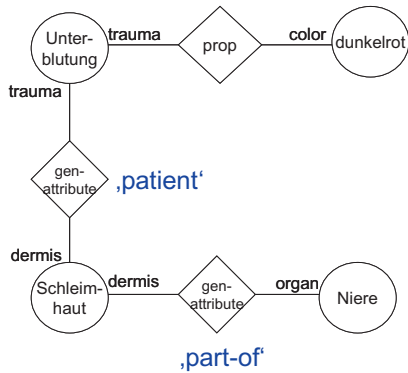 Unter-
blutung
trauma
prop
color
dunkelrot
trauma
gen-
attribute
‚patient‘
dermis
Schleim-
haut
dermis
gen-
attribute
organ
Niere
‚part-of‘